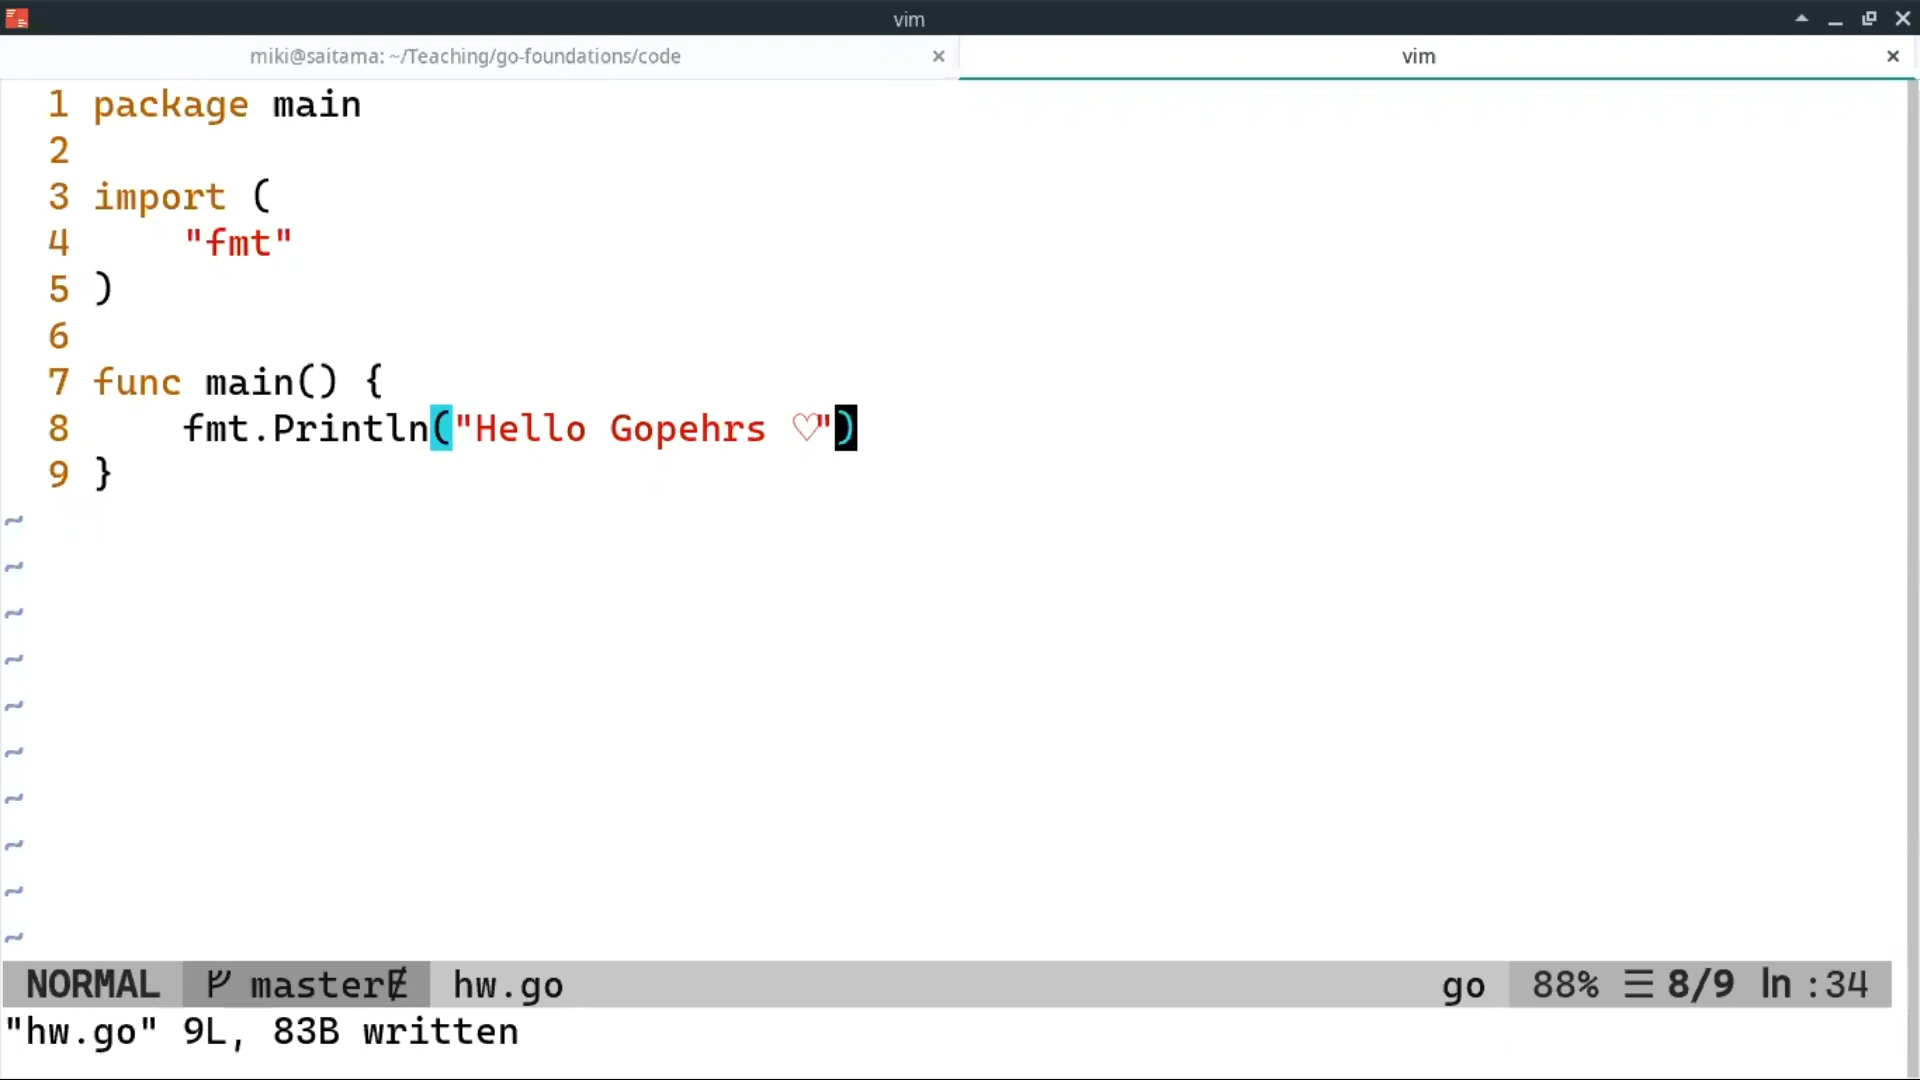 vim
miki@saitama: ~/Teaching/go-foundations/code × vim ×
1 package main
2
3 import (
4     "fmt"
5 )
6
7 func main() {
8     fmt.Println("Hello Gopehrs ♡")
9 }
~
~
~
~
~
~
~
~
~
~
NORMAL masterɆ hw.go go 88% ☰ 8/9 ln :34
"hw.go" 9L, 83B written